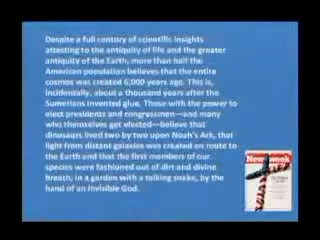 Despite a full century of scientific insights
attesting to the antiquity of life and the greater
antiquity of the Earth, more than half the
American population believes that the entire
cosmos was created 6,000 years ago. This is,
incidentally, about a thousand years after the
Sumerians invented glue. Those with the power to
elect presidents and congressmen—and many
who themselves get elected—believe that
dinosaurs lived two by two upon Noah's Ark, that
light from distant galaxies was created en route to
the Earth and that the first members of our
species were fashioned out of dirt and divine
breath, in a garden with a talking snake, by the
hand of an invisible God.
Newsweek